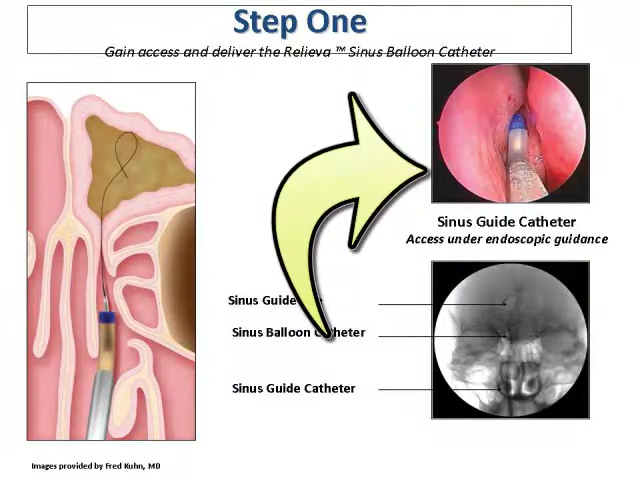 Step One
Gain access and deliver the Relieva ™ Sinus Balloon Catheter
Sinus Guide Catheter
Access under endoscopic guidance
Sinus Guide
Sinus Balloon Catheter
Sinus Guide Catheter
Images provided by Fred Kuhn, MD